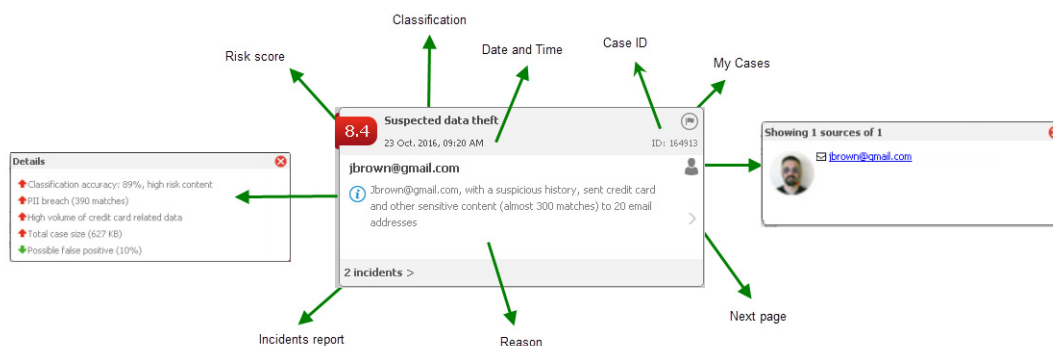 Classification
Date and Time
Case ID
Risk score
My Cases
8.4
Suspected data theft
23 Oct. 2016, 09:20 AM
ID: 164913
jbrown@gmail.com
Jbrown@gmail.com, with a suspicious history, sent credit card
and other sensitive content (almost 300 matches) to 20 email
addresses
2 incidents >
Details
Classification accuracy: 89%, high risk content
PII breach (390 matches)
High volume of credit card related data
Total case size (627 KB)
Possible false positive (10%)
Showing 1 sources of 1
jbrown@gmail.com
Next page
Incidents report
Reason